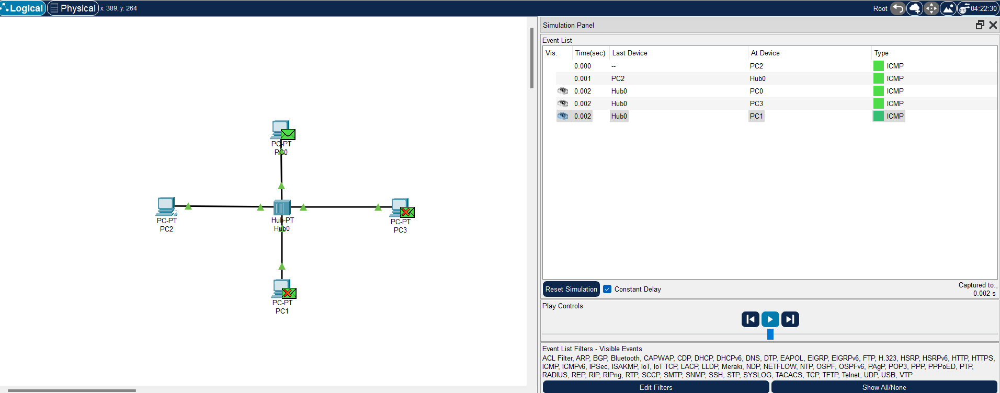 Logical Physical x: 389, y: 264 Root 04:22:30
Simulation Panel
Event List
Vis. Time(sec) Last Device At Device Type
0.000 -- PC2 ICMP
0.001 PC2 Hub0 ICMP
0.002 Hub0 PC0 ICMP
0.002 Hub0 PC3 ICMP
0.002 Hub0 PC1 ICMP
PC-PT
PC0
PC-PT
PC2
Hub-PT
Hub0
PC-PT
PC3
PC-PT
PC1
Reset Simulation Constant Delay
Captured to:
0.002 s
Play Controls
Event List Filters - Visible Events
ACL Filter, ARP, BGP, Bluetooth, CAPWAP, CDP, DHCP, DHCPv6, DNS, DTP, EAPOL, EIGRP, EIGRPv6, FTP, H.323, HSRP, HSRPv6, HTTP, HTTPS,
ICMP, ICMPv6, IPSec, ISAKMP, IoT, IoT TCP, LACP, LLDP, Meraki, NDP, NETFLOW, NTP, OSPF, OSPFv6, PAgP, POP3, PPP, PPPoED, PTP,
RADIUS, REP, RIP, RIPng, RTP, SCCP, SMTP, SNMP, SSH, STP, SYSLOG, TACACS, TCP, TFTP, Telnet, UDP, USB, VTP
Edit Filters Show All/None